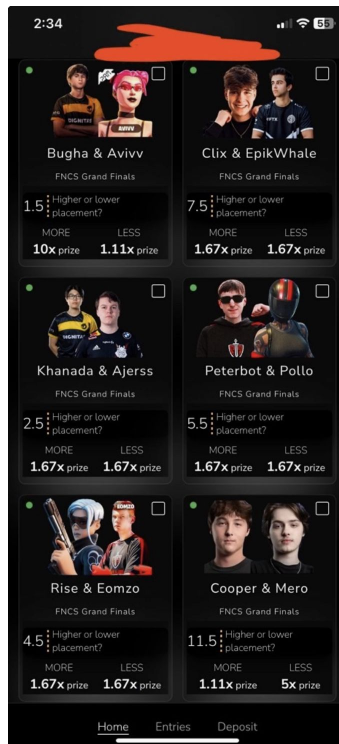 2:34
55
DIGNITAS
AVIVV
Bugha & Avivv
FNCS Grand Finals
1.5
Higher or lower
placement?
MORE
LESS
10x prize
1.11x prize
Clix & EpikWhale
FNCS Grand Finals
7.5
Higher or lower
placement?
MORE
LESS
1.67x prize
1.67x prize
Khanada & Ajerss
FNCS Grand Finals
2.5
Higher or lower
placement?
MORE
LESS
1.67x prize
1.67x prize
Peterbot & Pollo
FNCS Grand Finals
5.5
Higher or lower
placement?
MORE
LESS
1.67x prize
1.67x prize
EOMZO
Rise & Eomzo
FNCS Grand Finals
4.5
Higher or lower
placement?
MORE
LESS
1.67x prize
1.67x prize
Cooper & Mero
FNCS Grand Finals
11.5
Higher or lower
placement?
MORE
LESS
1.11x prize
5x prize
Home
Entries
Deposit